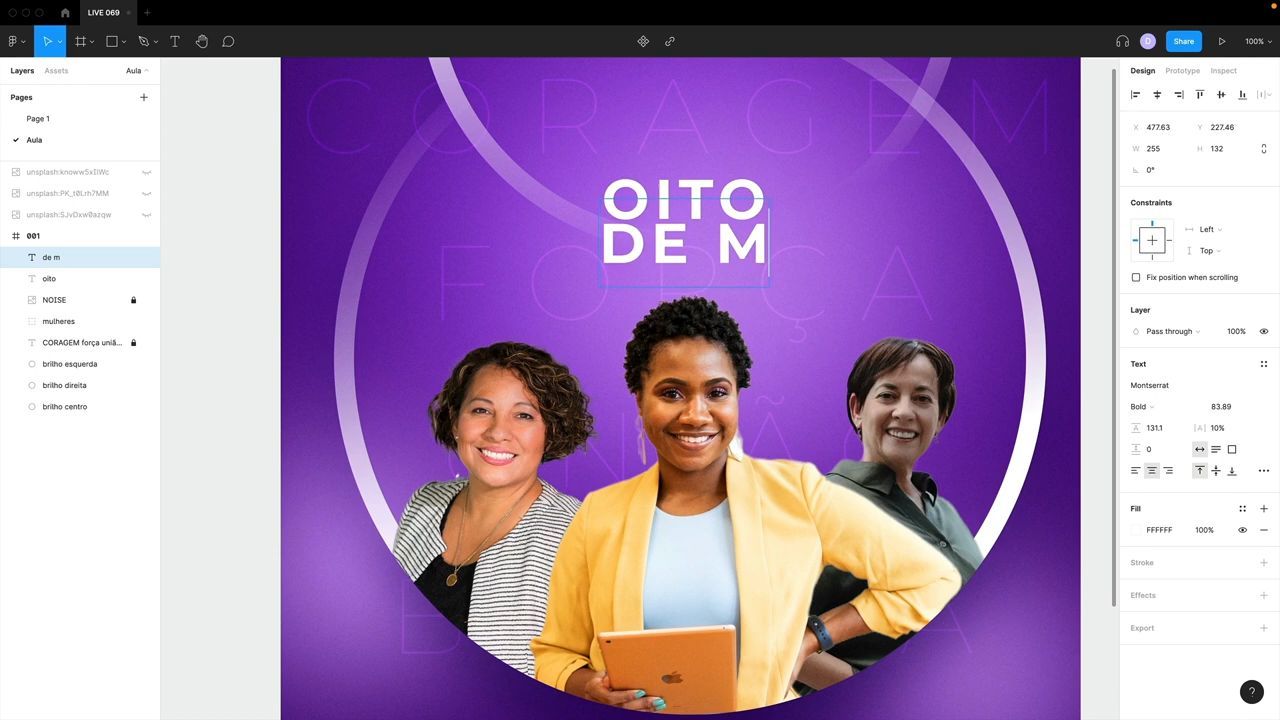 LIVE 069
Share
100%
Layers
Assets
Aula
Pages
Page 1
Aula
unsplash:knoww5xIlWc
unsplash:PK_t0Lrh7MM
unsplash:SJvDxw0azqw
001
de m
oito
NOISE
mulheres
CORAGEM força uniã...
brilho esquerda
brilho direita
brilho centro
CORAGEM
OITO
DE M
FORÇA
Design
Prototype
Inspect
X 477.63 Y 227.46
W 255 H 132
0°
Constraints
Left
Top
Fix position when scrolling
Layer
Pass through 100%
Text
Montserrat
Bold 83.89
131.1 10%
0
Fill
FFFFFF 100%
Stroke
Effects
Export
D
?